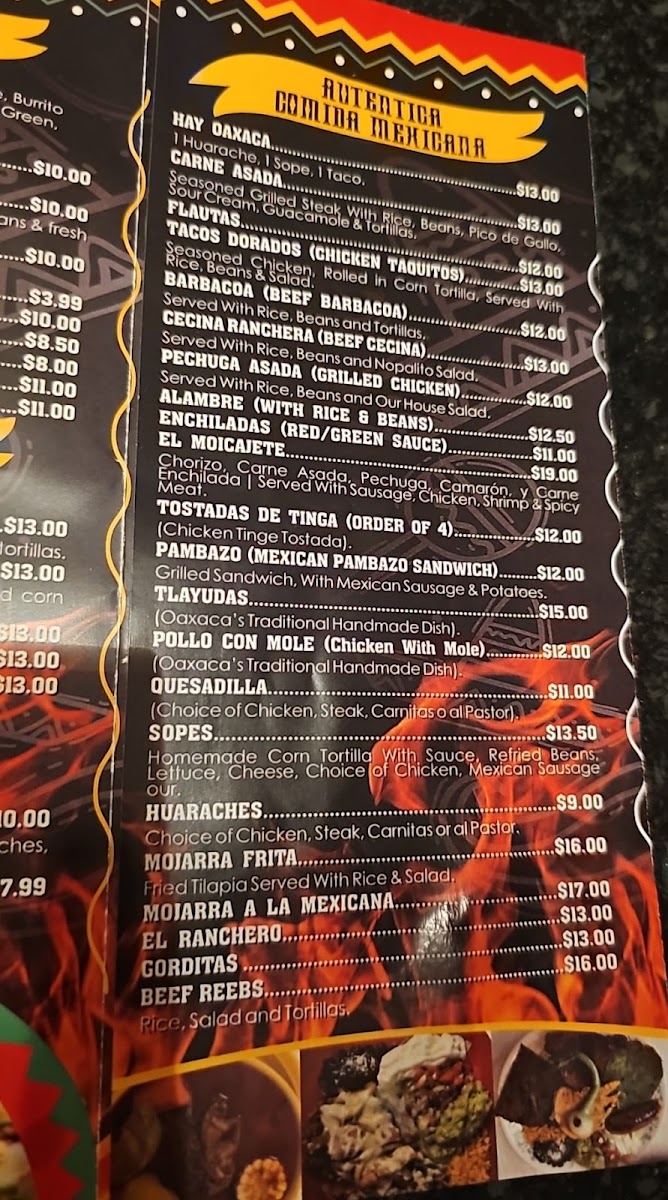 , Burrito
Green,
$10.00
$10.00
ans & fresh
$10.00
$3.99
$10.00
$8.50
$8.00
$11.00
$11.00
$13.00
Tortillas.
$13.00
d corn
$13.00
$13.00
$13.00
10.00
ches,
7.99
AUTENTICA
COMINA MEXICANA
HAY OAXACA $13.00
1 Huarache, 1 Sope, 1 Taco.
CARNE ASADA $13.00
Seasoned Grilled Steak With Rice, Beans, Pico de Gallo,
Sour Cream, Guacamole & Tortillas.
FLAUTAS $12.00
TACOS DORADOS (CHICKEN TAQUITOS) $13.00
Seasoned Chicken, Rolled in Corn Tortilla, Served With
Rice, Beans & Salad.
BARBACOA (BEEF BARBACOA) $12.00
Served With Rice, Beans and Tortillas.
CECINA RANCHERA (BEEF CECINA) $13.00
Served With Rice, Beans and Nopalito Salad.
PECHUGA ASADA (GRILLED CHICKEN) $12.00
Served With Rice, Beans and Our House Salad.
ALAMBRE (WITH RICE & BEANS) $12.50
ENCHILADAS (RED/GREEN SAUCE) $11.00
EL MOICAJETE $19.00
Chorizo, Carne Asada, Pechuga, Camarón, y Carne
Enchilada | Served With Sausage, Chicken, Shrimp & Spicy
Meat.
TOSTADAS DE TINGA (ORDER OF 4) $12.00
(Chicken Tinge Tostada).
PAMBAZO (MEXICAN PAMBAZO SANDWICH) $12.00
Grilled Sandwich, With Mexican Sausage & Potatoes.
TLAYUDAS $15.00
(Oaxaca's Traditional Handmade Dish).
POLLO CON MOLE (Chicken With Mole) $12.00
(Oaxaca's Traditional Handmade Dish).
QUESADILLA $11.00
(Choice of Chicken, Steak, Carnitas o al Pastor).
SOPES $13.50
Homemade Corn Tortilla With Sauce, Refried Beans,
Lettuce, Cheese, Choice of Chicken, Mexican Sausage
our.
HUARACHES $9.00
Choice of Chicken, Steak, Carnitas or al Pastor.
MOJARRA FRITA $16.00
Fried Tilapia Served With Rice & Salad.
MOJARRA A LA MEXICANA $17.00
EL RANCHERO $13.00
GORDITAS $13.00
BEEF REEBS $16.00
Rice, Salad and Tortillas.